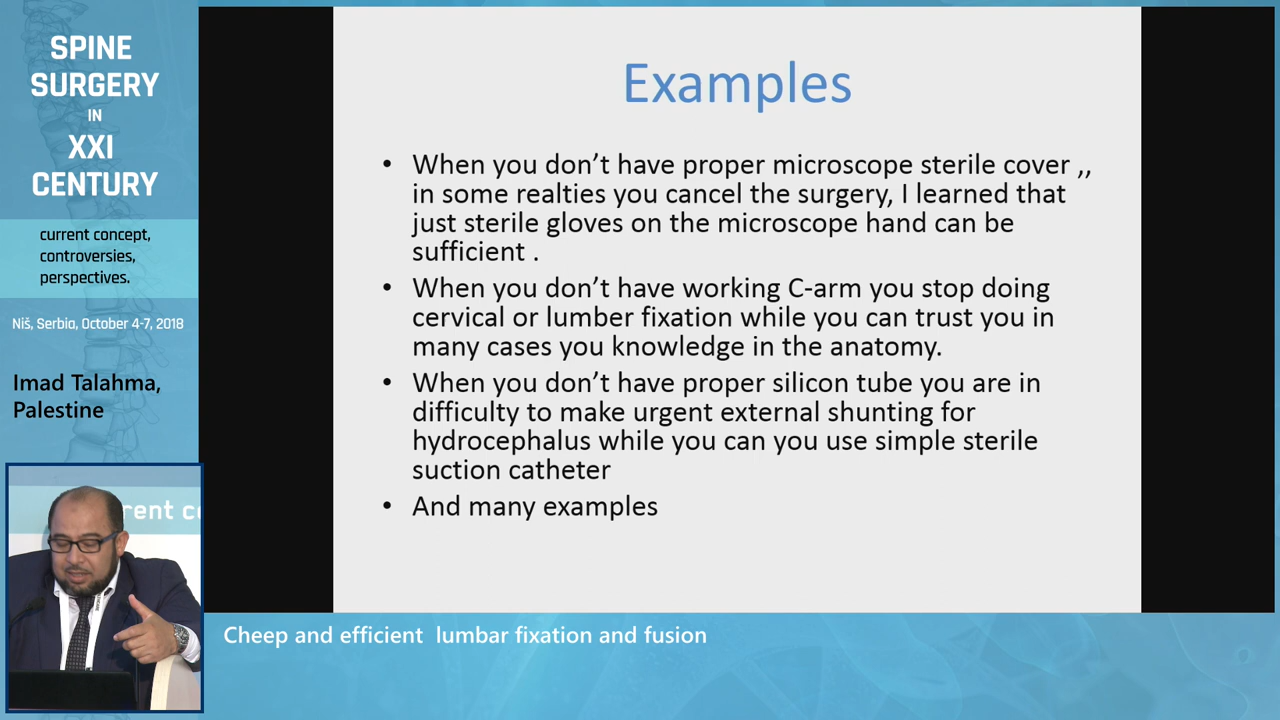 SPINE
SURGERY
IN
XXI
CENTURY
current concept,
controversies,
perspectives.
Niš, Serbia, October 4-7, 2018
Imad Talahma,
Palestine
rent c
Examples
• When you don’t have proper microscope sterile cover ,,
in some realties you cancel the surgery, I learned that
just sterile gloves on the microscope hand can be
sufficient .
• When you don’t have working C-arm you stop doing
cervical or lumber fixation while you can trust you in
many cases you knowledge in the anatomy.
• When you don’t have proper silicon tube you are in
difficulty to make urgent external shunting for
hydrocephalus while you can you use simple sterile
suction catheter
• And many examples
Cheep and efficient lumbar fixation and fusion